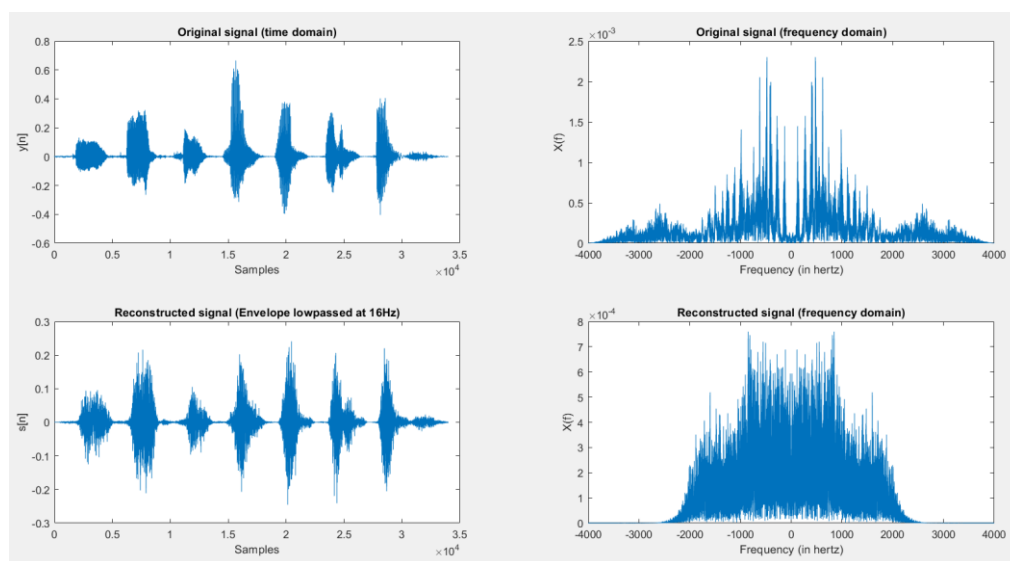 Original signal (time domain)
0.8
0.6
0.4
0.2
0
-0.2
-0.4
-0.6
y[n]
0 0.5 1 1.5 2 2.5 3 3.5
Samples
×10⁴
Original signal (frequency domain)
×10⁻³
2.5
2
1.5
1
0.5
0
X(f)
-4000 -3000 -2000 -1000 0 1000 2000 3000 4000
Frequency (in hertz)
Reconstructed signal (Envelope lowpassed at 16Hz)
0.3
0.2
0.1
0
-0.1
-0.2
-0.3
s[n]
0 0.5 1 1.5 2 2.5 3 3.5
Samples
×10⁴
Reconstructed signal (frequency domain)
×10⁻⁴
8
7
6
5
4
3
2
1
0
X(f)
-4000 -3000 -2000 -1000 0 1000 2000 3000 4000
Frequency (in hertz)